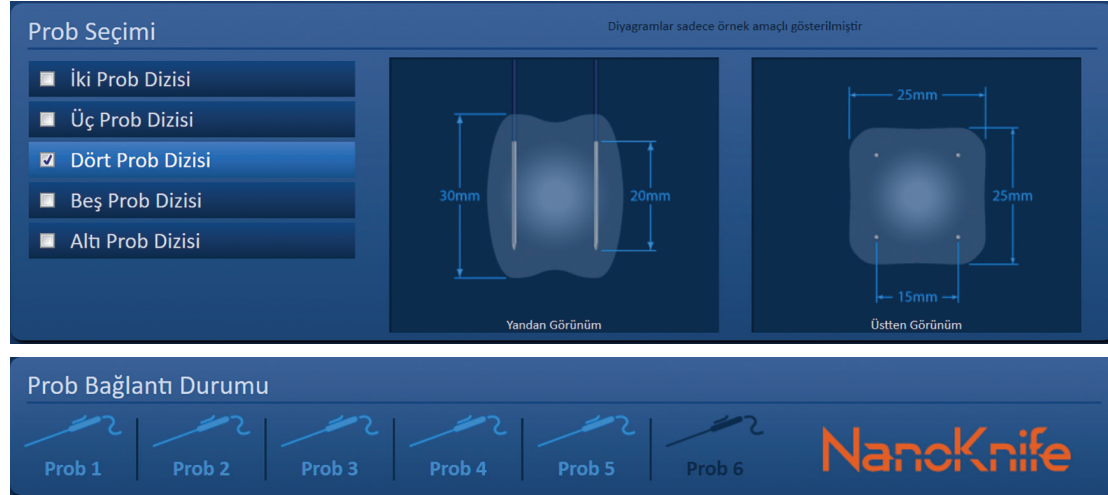 Prob Seçimi
Diyagramlar sadece örnek amaçlı gösterilmiştir
İki Prob Dizisi
Üç Prob Dizisi
Dört Prob Dizisi
Beş Prob Dizisi
Altı Prob Dizisi
30mm
20mm
Yandan Görünüm
25mm
25mm
15mm
Üstten Görünüm
Prob Bağlantı Durumu
Prob 1
Prob 2
Prob 3
Prob 4
Prob 5
Prob 6
NanoKnife